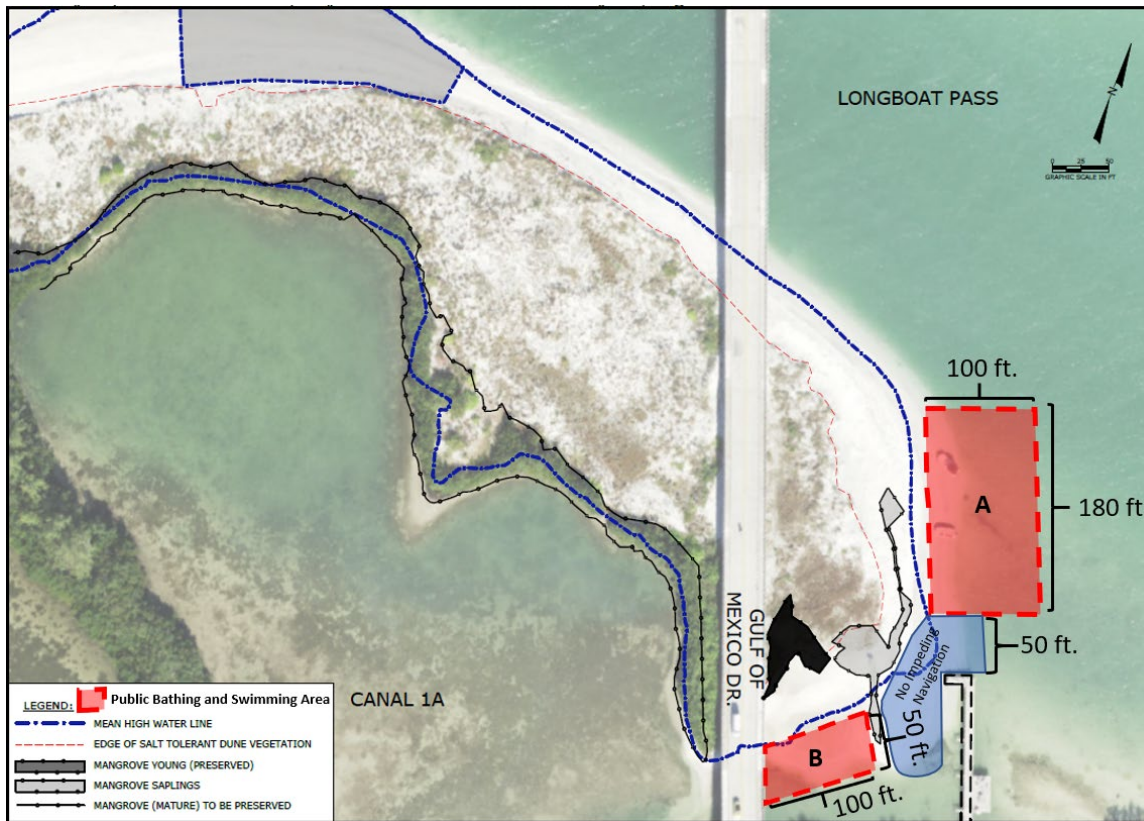 LONGBOAT PASS
N
0 25 50
GRAPHIC SCALE IN FT
100 ft.
A
180 ft.
50 ft.
No Impeding
Navigation
GULF OF
MEXICO DR.
CANAL 1A
B
50 ft.
100 ft.
LEGEND: Public Bathing and Swimming Area
MEAN HIGH WATER LINE
EDGE OF SALT TOLERANT DUNE VEGETATION
MANGROVE YOUNG (PRESERVED)
MANGROVE SAPLINGS
MANGROVE (MATURE) TO BE PRESERVED